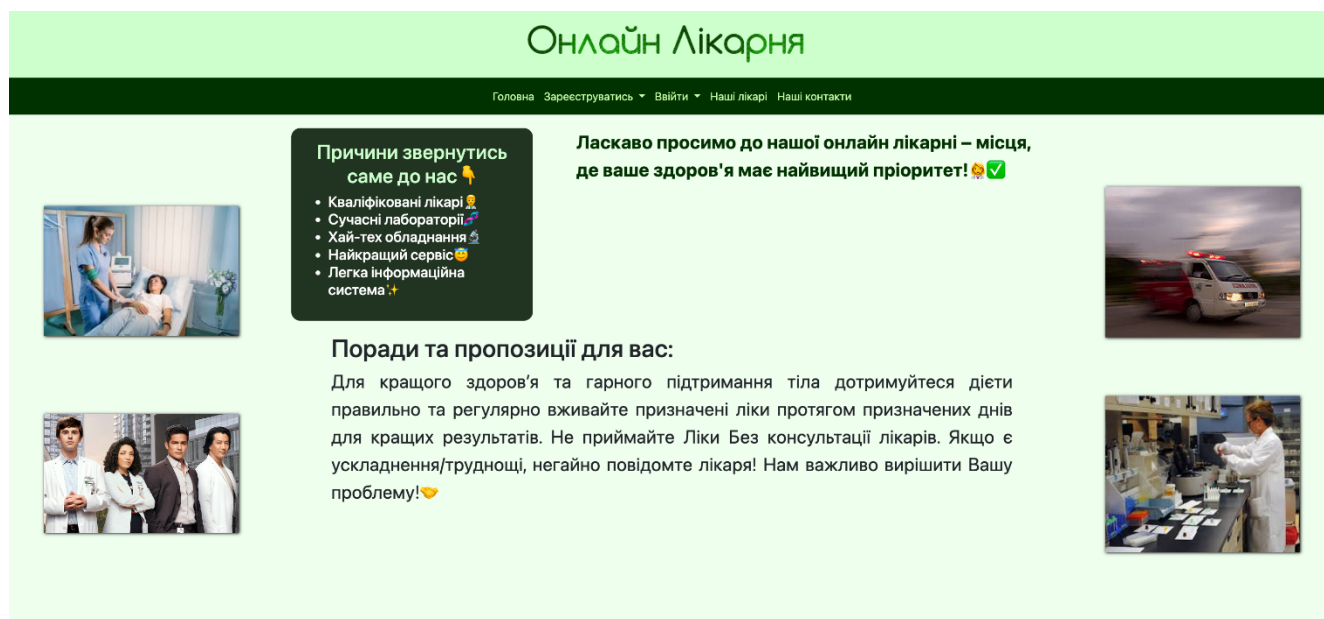 Онлайн Лікарня
Головна Зареєструватись Ввійти Наші лікарі Наші контакти
Причини звернутись
саме до нас👇
• Кваліфіковані лікарі👨‍⚕️
• Сучасні лабораторії🧬
• Хай-тех обладнання🔬
• Найкращий сервіс😇
• Легка інформаційна
система✨
Ласкаво просимо до нашої онлайн лікарні – місця,
де ваше здоров'я має найвищий пріоритет!👩‍⚕️✅
Поради та пропозиції для вас:
Для кращого здоров’я та гарного підтримання тіла дотримуйтеся дієти
правильно та регулярно вживайте призначені ліки протягом призначених днів
для кращих результатів. Не приймайте Ліки Без консультації лікарів. Якщо є
ускладнення/труднощі, негайно повідомте лікаря! Нам важливо вирішити Вашу
проблему!🤝